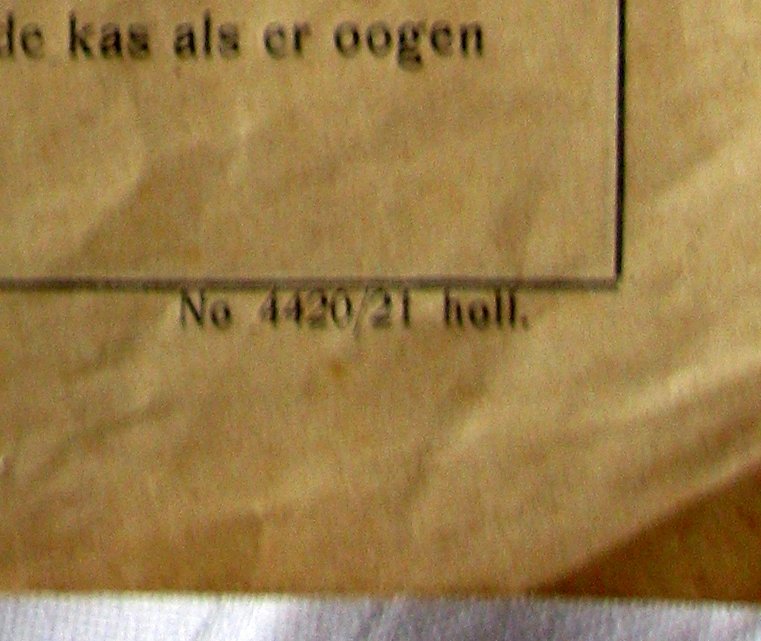 de kas als er oogen
No 4420/21 holl.